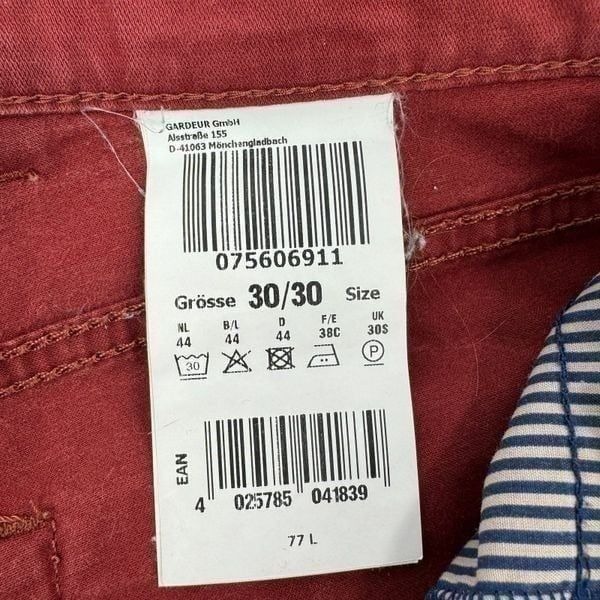 GARDEUR GmbH
Alsstraße 155
D-41063 Mönchengladbach
075606911
Grösse 30/30 Size
NL B/L D F/E UK
44 44 44 38C 30S
30 P
EAN
4 025785 041839
77 L